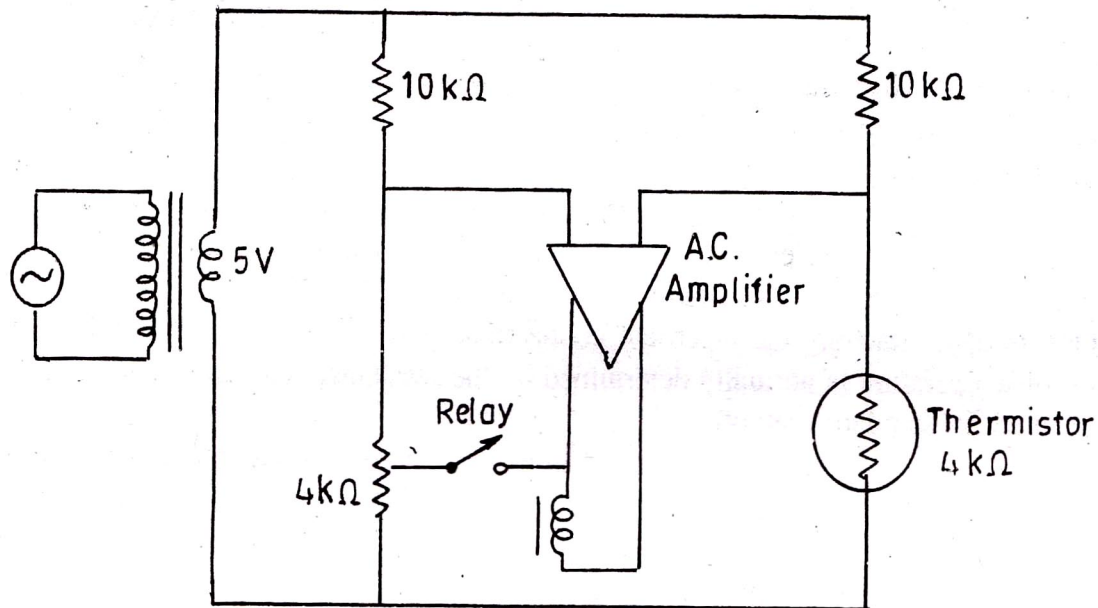 10kΩ
10kΩ
5V
A.C.
Amplifier
Relay
Thermistor
4kΩ
4kΩ